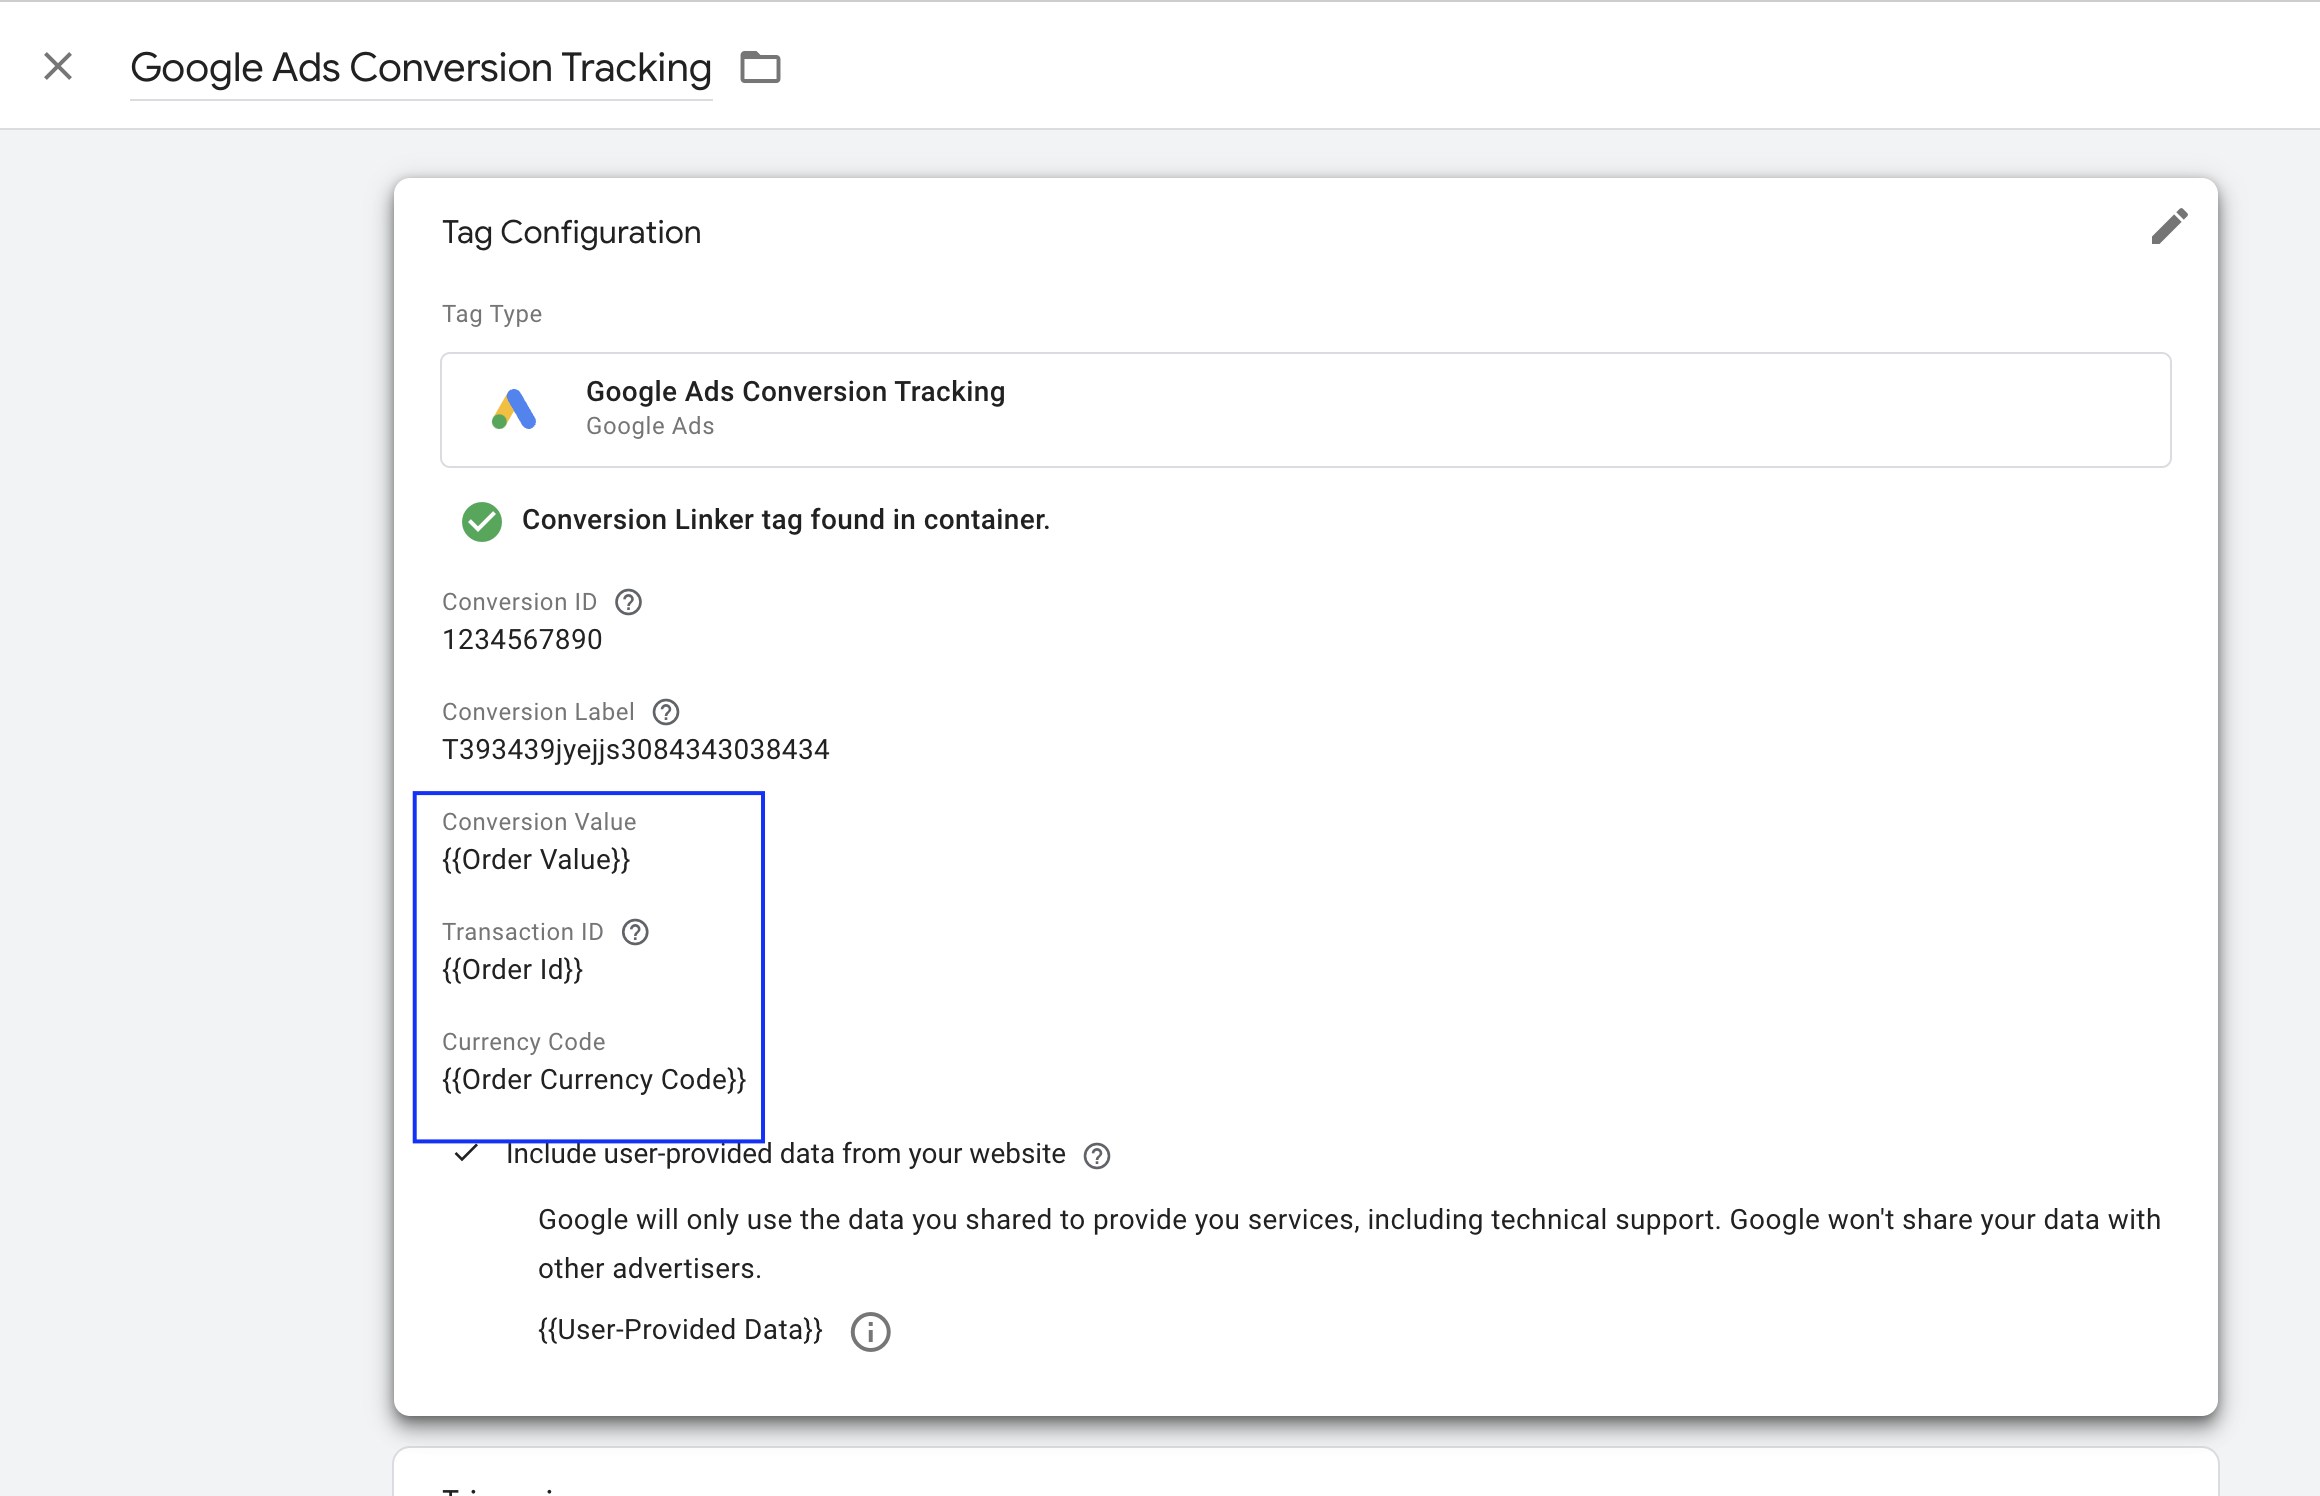 Google Ads Conversion Tracking
Tag Configuration
Tag Type
Google Ads Conversion Tracking
Google Ads
Conversion Linker tag found in container.
Conversion ID
1234567890
Conversion Label
T393439jyejjs3084343038434
Conversion Value
{{Order Value}}
Transaction ID
{{Order Id}}
Currency Code
{{Order Currency Code}}
Include user-provided data from your website
Google will only use the data you shared to provide you services, including technical support. Google won't share your data with
other advertisers.
{{User-Provided Data}}